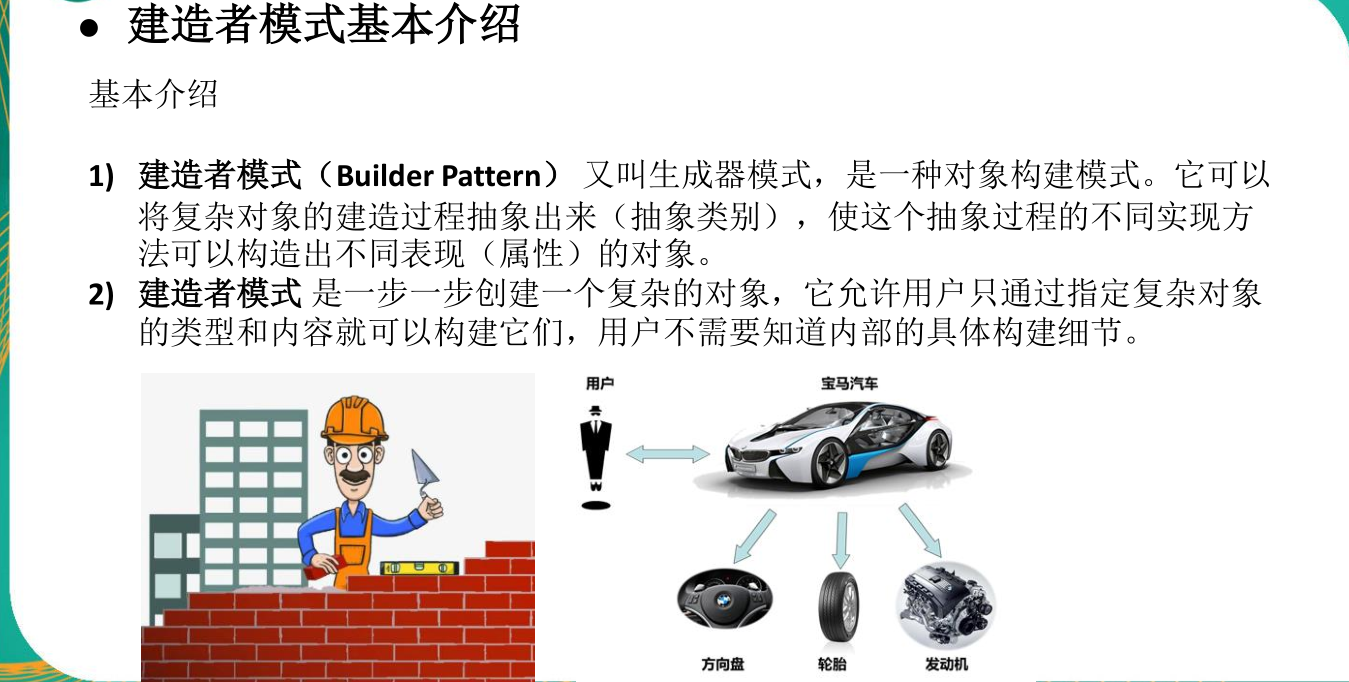 ● 建造者模式基本介绍
基本介绍
1) 建造者模式（Builder Pattern） 又叫生成器模式，是一种对象构建模式。它可以
将复杂对象的建造过程抽象出来（抽象类别），使这个抽象过程的不同实现方
法可以构造出不同表现（属性）的对象。
2) 建造者模式 是一步一步创建一个复杂的对象，它允许用户只通过指定复杂对象
的类型和内容就可以构建它们，用户不需要知道内部的具体构建细节。
用户 宝马汽车
方向盘 轮胎 发动机